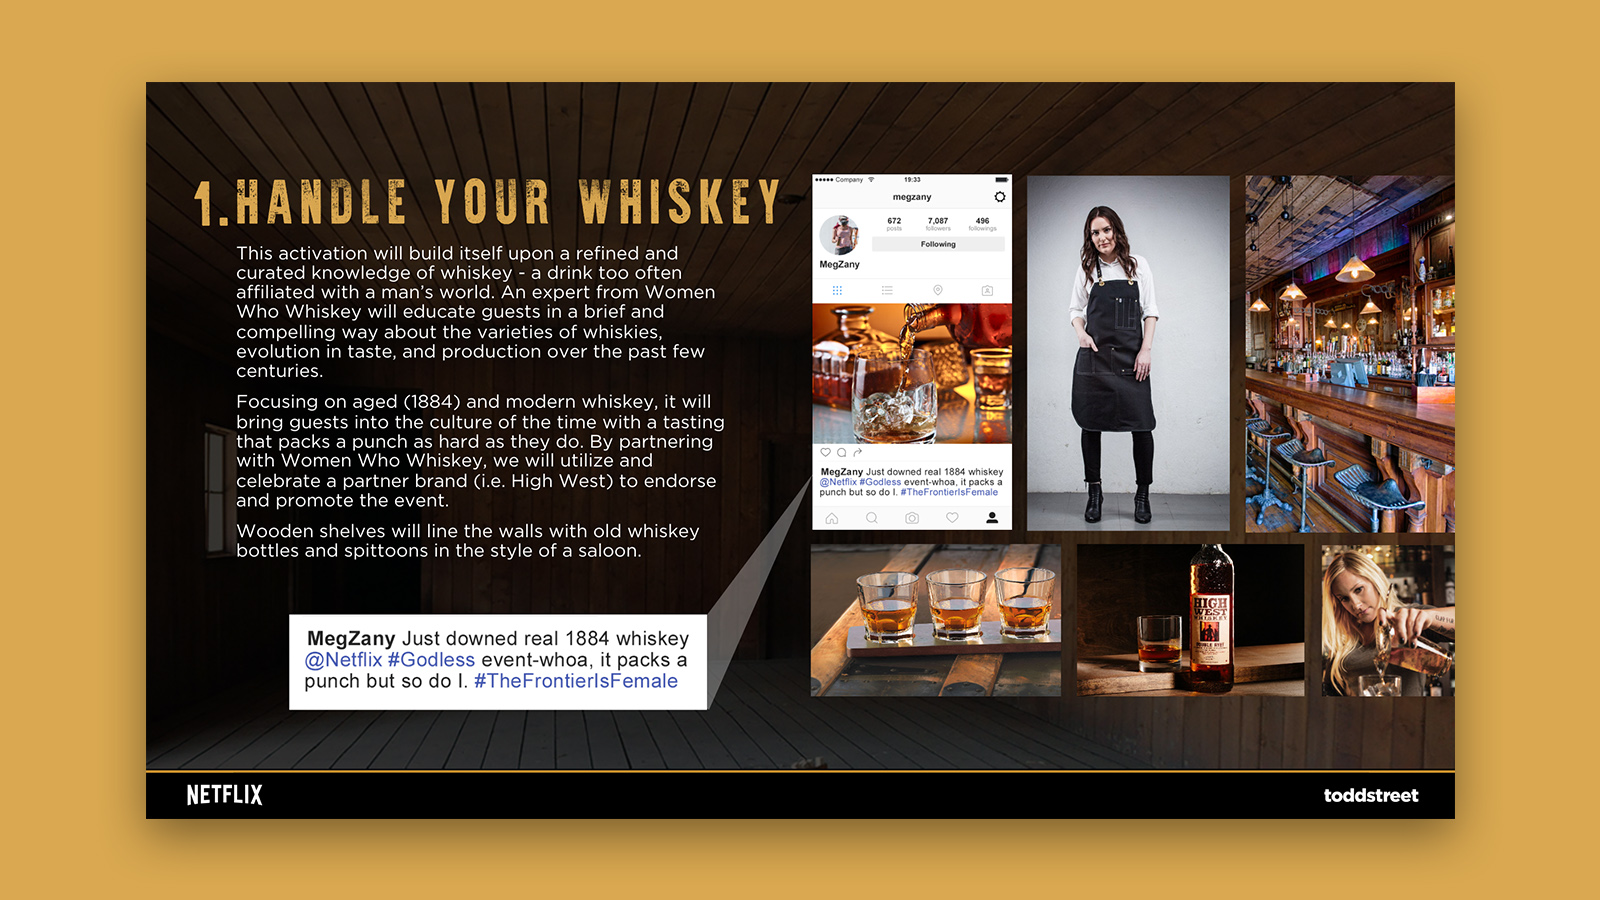 1. HANDLE YOUR WHISKEY
This activation will build itself upon a refined and
curated knowledge of whiskey - a drink too often
affiliated with a man's world. An expert from Women
Who Whiskey will educate guests in a brief and
compelling way about the varieties of whiskies,
evolution in taste, and production over the past few
centuries.
Focusing on aged (1884) and modern whiskey, it will
bring guests into the culture of the time with a tasting
that packs a punch as hard as they do. By partnering
with Women Who Whiskey, we will utilize and
celebrate a partner brand (i.e. High West) to endorse
and promote the event.
Wooden shelves will line the walls with old whiskey
bottles and spittoons in the style of a saloon.
MegZany Just downed real 1884 whiskey
@Netflix #Godless event-whoa, it packs a
punch but so do I. #TheFrontierIsFemale
Company 19:33
megzany
672 7,087 496
posts followers followings
Following
MegZany
MegZany Just downed real 1884 whiskey
@Netflix #Godless event-whoa, it packs a
punch but so do I. #TheFrontierIsFemale
HIGH
WEST
WHISKEY
NETFLIX
toddstreet